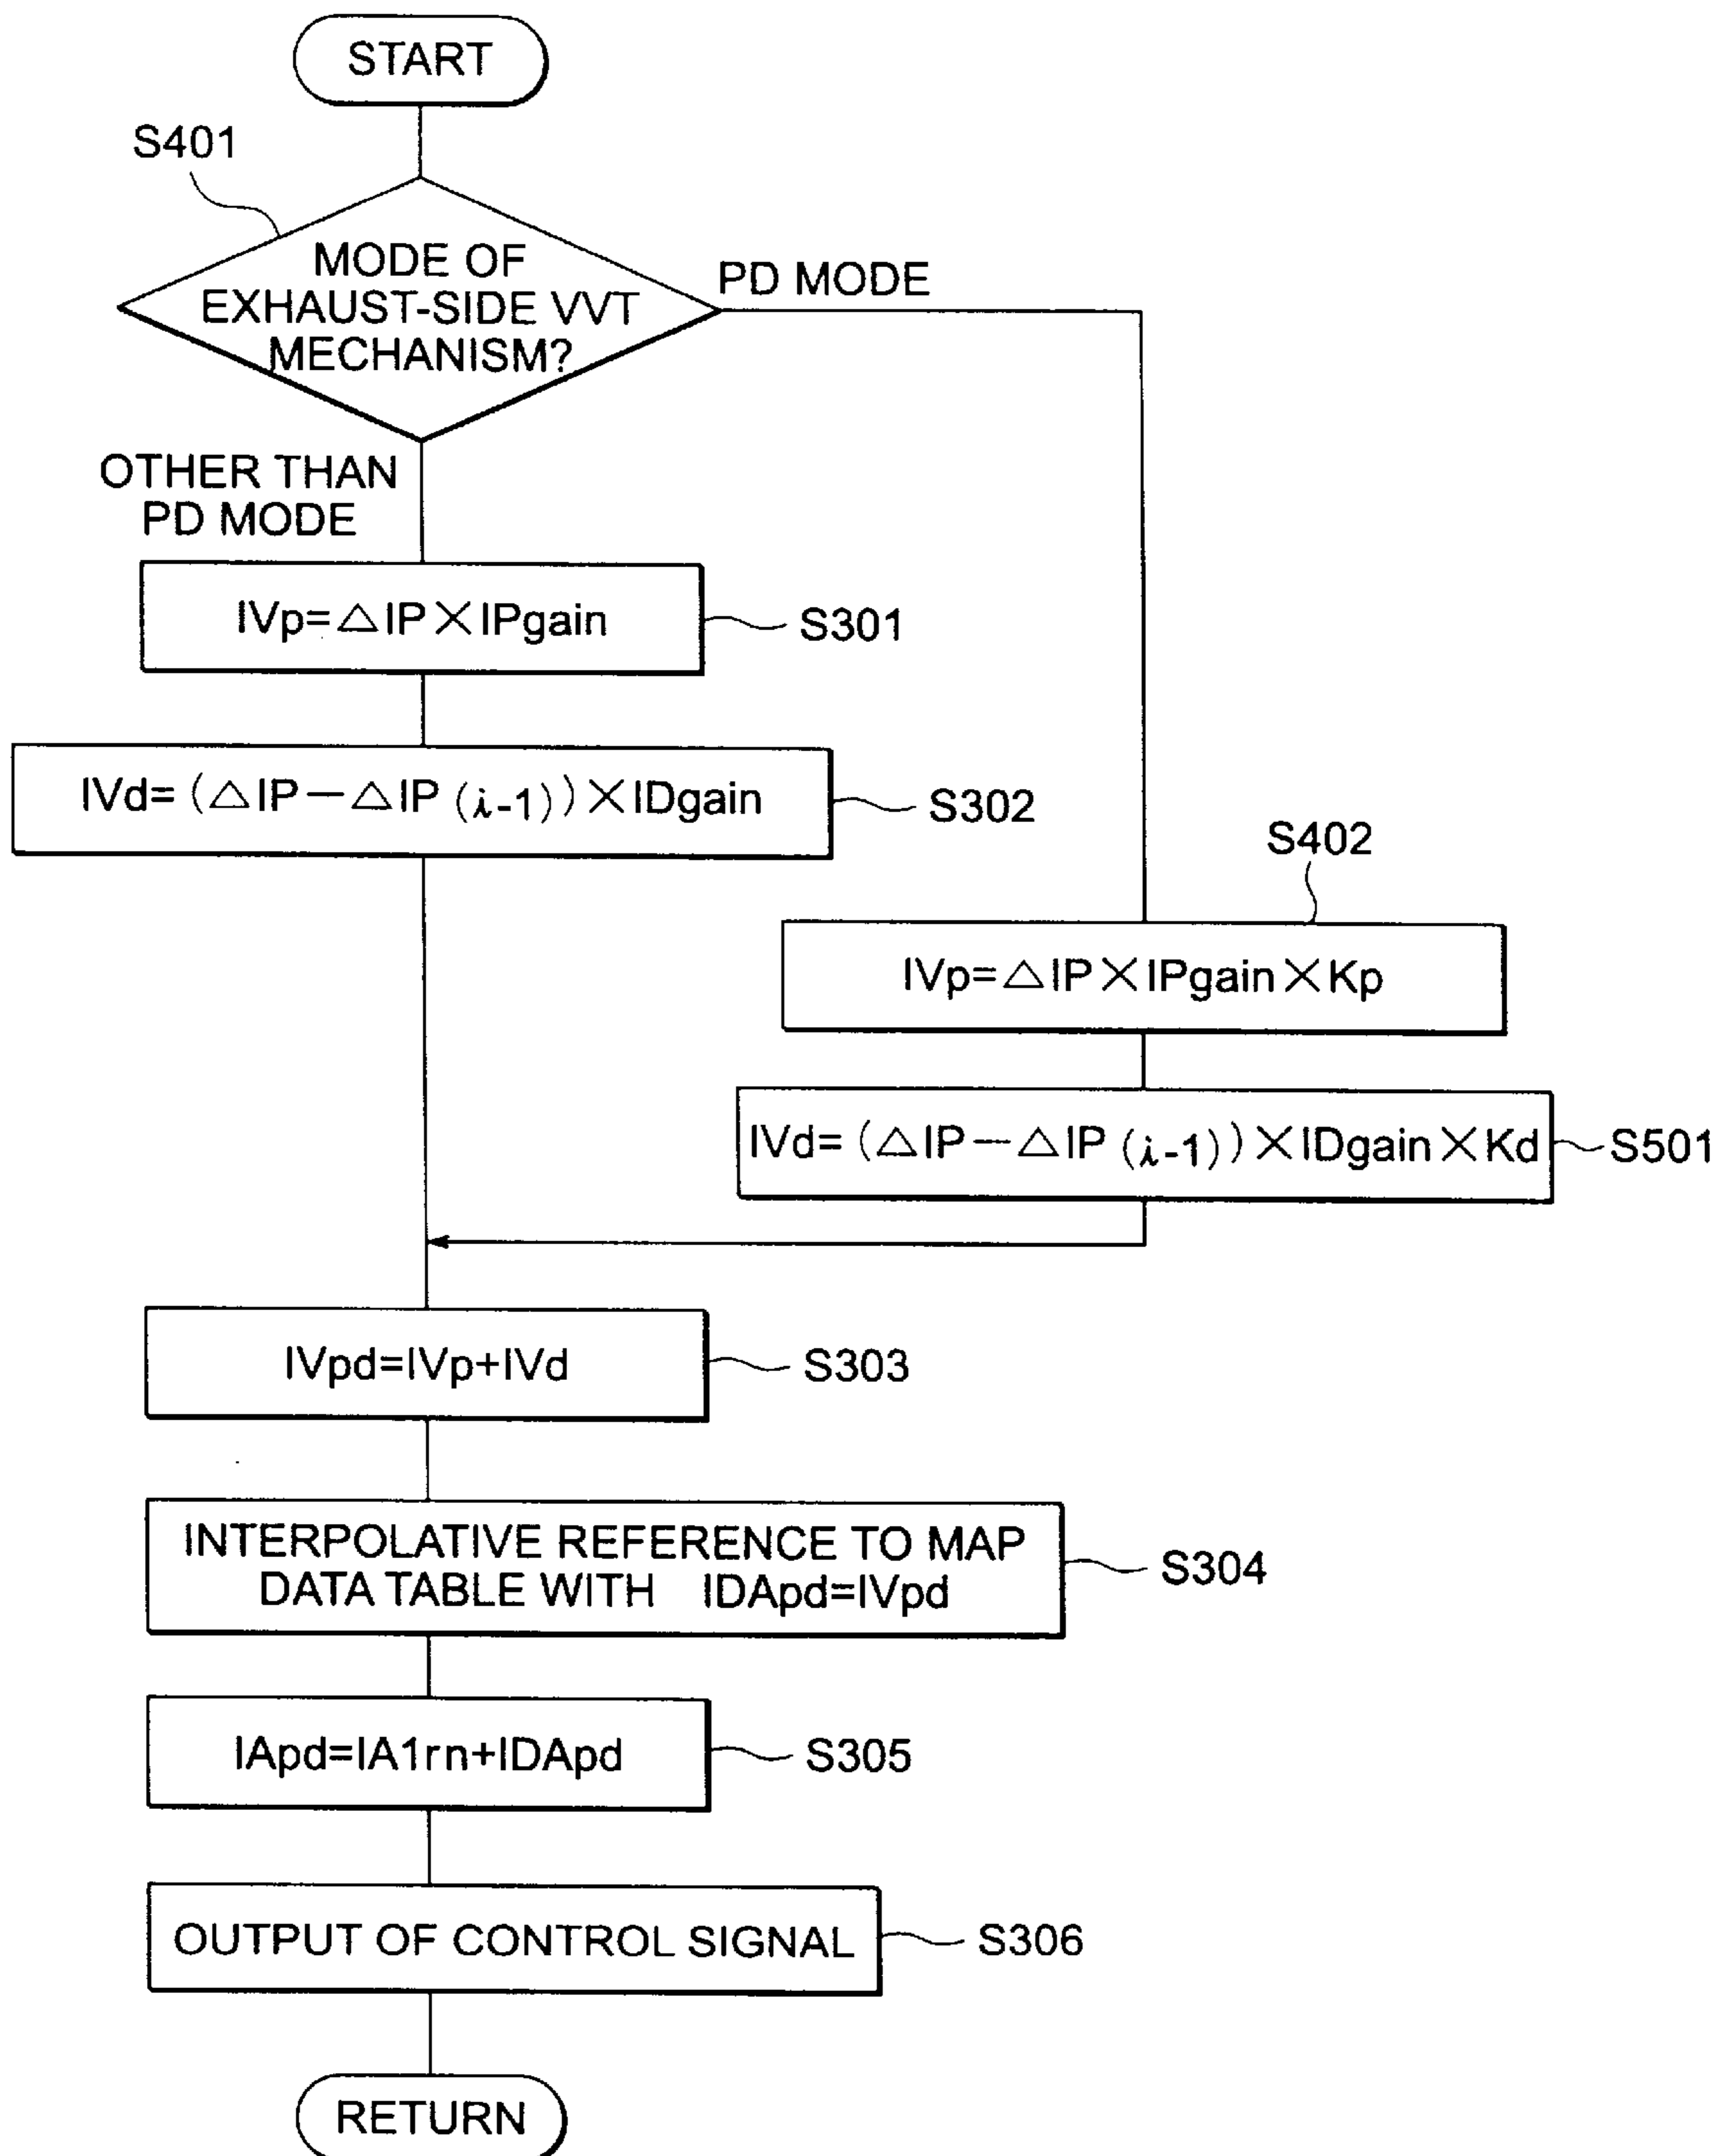 START
S401
MODE OF
EXHAUST-SIDE VVT
MECHANISM?
PD MODE
OTHER THAN
PD MODE
IVp=△IP×IPgain
S301
IVd=(△IP−△IP(i-1))×IDgain
S302
S402
IVp=△IP×IPgain×Kp
IVd=(△IP−△IP(i-1))×IDgain×Kd
S501
IVpd=IVp+IVd
S303
INTERPOLATIVE REFERENCE TO MAP
DATA TABLE WITH IDApd=IVpd
S304
IApd=IA1rn+IDApd
S305
OUTPUT OF CONTROL SIGNAL
S306
RETURN